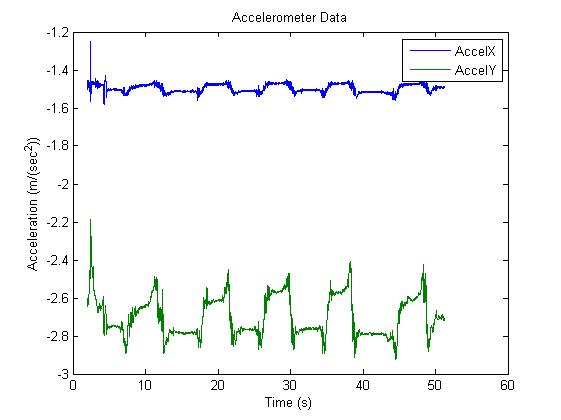 Accelerometer Data
-1.2
-1.4
-1.6
-1.8
-2
-2.2
-2.4
-2.6
-2.8
-3
Acceleration (m/(sec²))
AccelX
AccelY
0 10 20 30 40 50 60
Time (s)